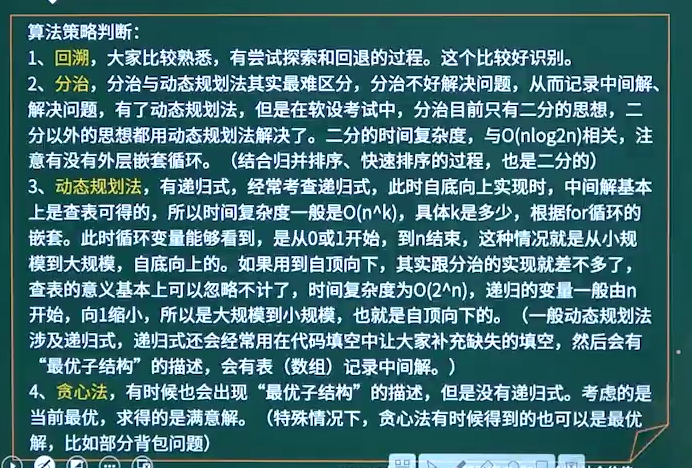 算法策略判断：
1、回溯，大家比较熟悉，有尝试探索和回退的过程。这个比较好识别。
2、分治，分治与动态规划法其实最难区分，分治不好解决问题，从而记录中间解、
解决问题，有了动态规划法，但是在软设考试中，分治目前只有二分的思想，二
分以外的思想都用动态规划法解决了。二分的时间复杂度，与O(nlog2n)相关，注
意有没有外层嵌套循环。（结合归并排序、快速排序的过程，也是二分的）
3、动态规划法，有递归式，经常考查递归式，此时自底向上实现时，中间解基本
上是查表可得的，所以时间复杂度一般是O(n^k)，具体k是多少，根据for循环的
嵌套。此时循环变量能够看到，是从0或1开始，到n结束，这种情况就是从小规
模到大规模，自底向上的。如果用到自顶向下，其实跟分治的实现就差不多了，
查表的意义基本上可以忽略不计了，时间复杂度为O(2^n)，递归的变量一般由n
开始，向1缩小，所以是大规模到小规模，也就是自顶向下的。（一般动态规划法
涉及递归式，递归式还会经常用在代码填空中让大家补充缺失的填空，然后会有
“最优子结构”的描述，会有表（数组）记录中间解。）
4、贪心法，有时候也会出现“最优子结构”的描述，但是没有递归式。考虑的是
当前最优，求得的是满意解。（特殊情况下，贪心法有时候得到的也可以是最优
解，比如部分背包问题）